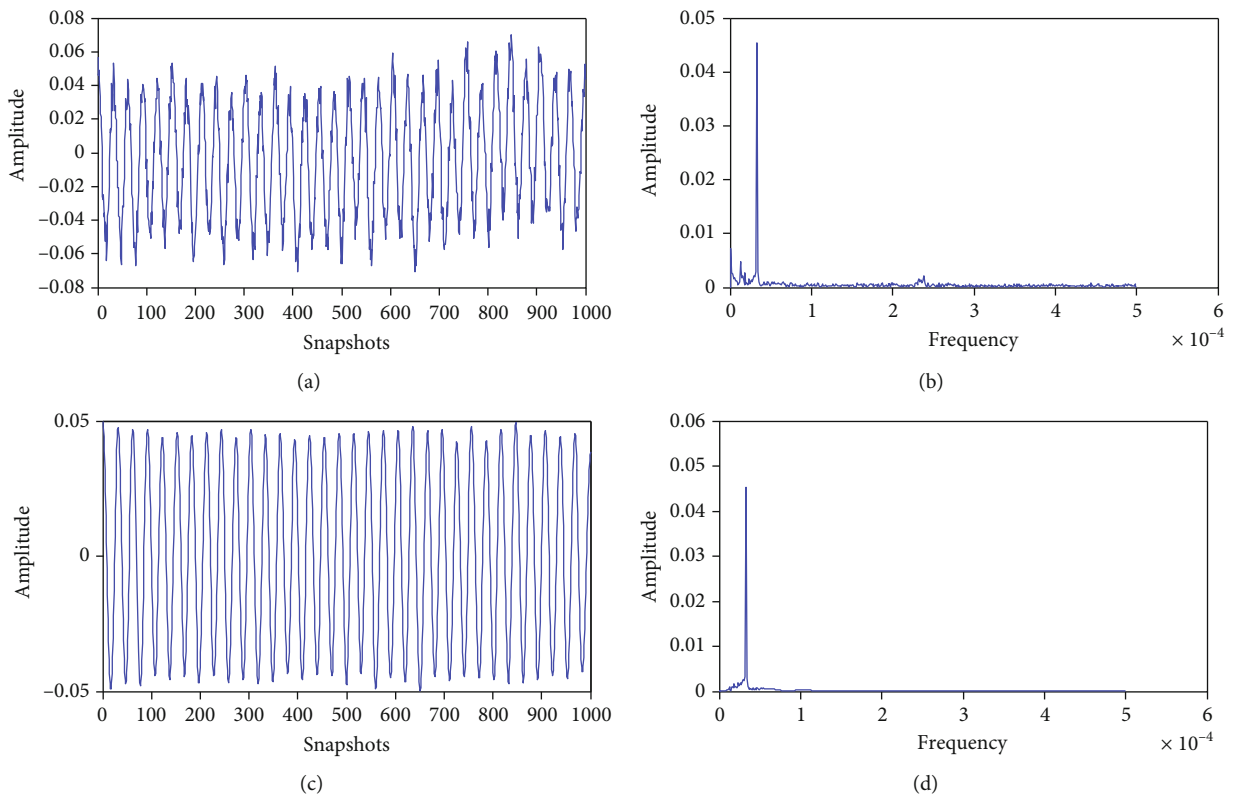 0.08
0.06
0.04
0.02
0
−0.02
−0.04
−0.06
−0.08
Amplitude
0 100 200 300 400 500 600 700 800 900 1000
Snapshots
(a)
0.05
0.04
0.03
0.02
0.01
0
Amplitude
0 1 2 3 4 5 6
Frequency × 10⁻⁴
(b)
0.05
0
−0.05
Amplitude
0 100 200 300 400 500 600 700 800 900 1000
Snapshots
(c)
0.06
0.05
0.04
0.03
0.02
0.01
0
Amplitude
0 1 2 3 4 5 6
Frequency × 10⁻⁴
(d)